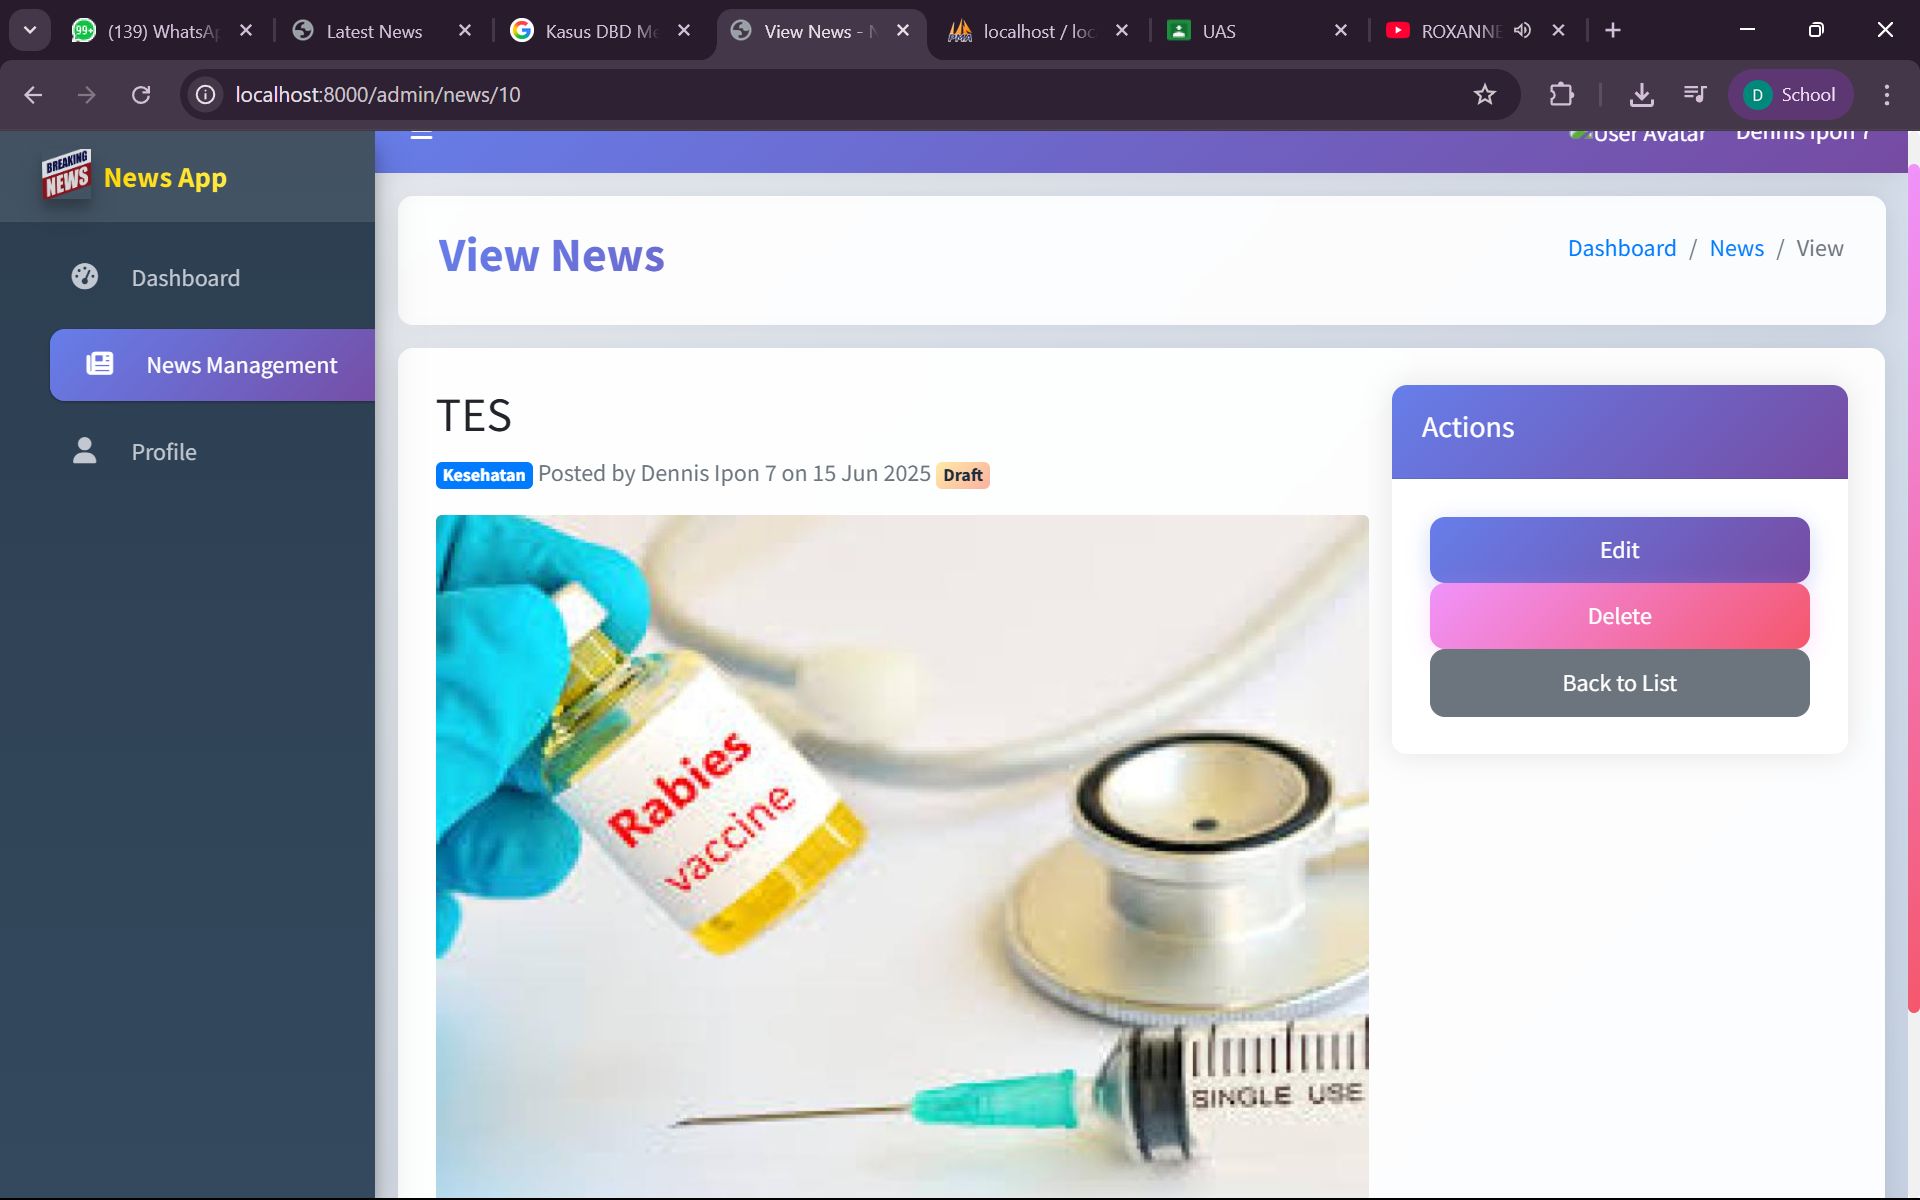 (139) WhatsAp
Latest News
Kasus DBD Me
View News - N
localhost / loc
UAS
ROXANNE
localhost:8000/admin/news/10
D School
BREAKING
NEWS
News App
User Avatar
Dennis Ipon 7
Dashboard
News Management
Profile
View News
Dashboard / News / View
TES
Kesehatan Posted by Dennis Ipon 7 on 15 Jun 2025 Draft
Actions
Edit
Delete
Back to List
Rabies
vaccine
SINGLE USE